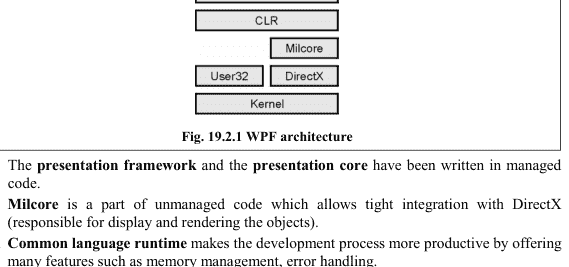 CLR
Milcore
User32 DirectX
Kernel
Fig. 19.2.1 WPF architecture
The presentation framework and the presentation core have been written in managed
code.
Milcore is a part of unmanaged code which allows tight integration with DirectX
(responsible for display and rendering the objects).
Common language runtime makes the development process more productive by offering
many features such as memory management, error handling.